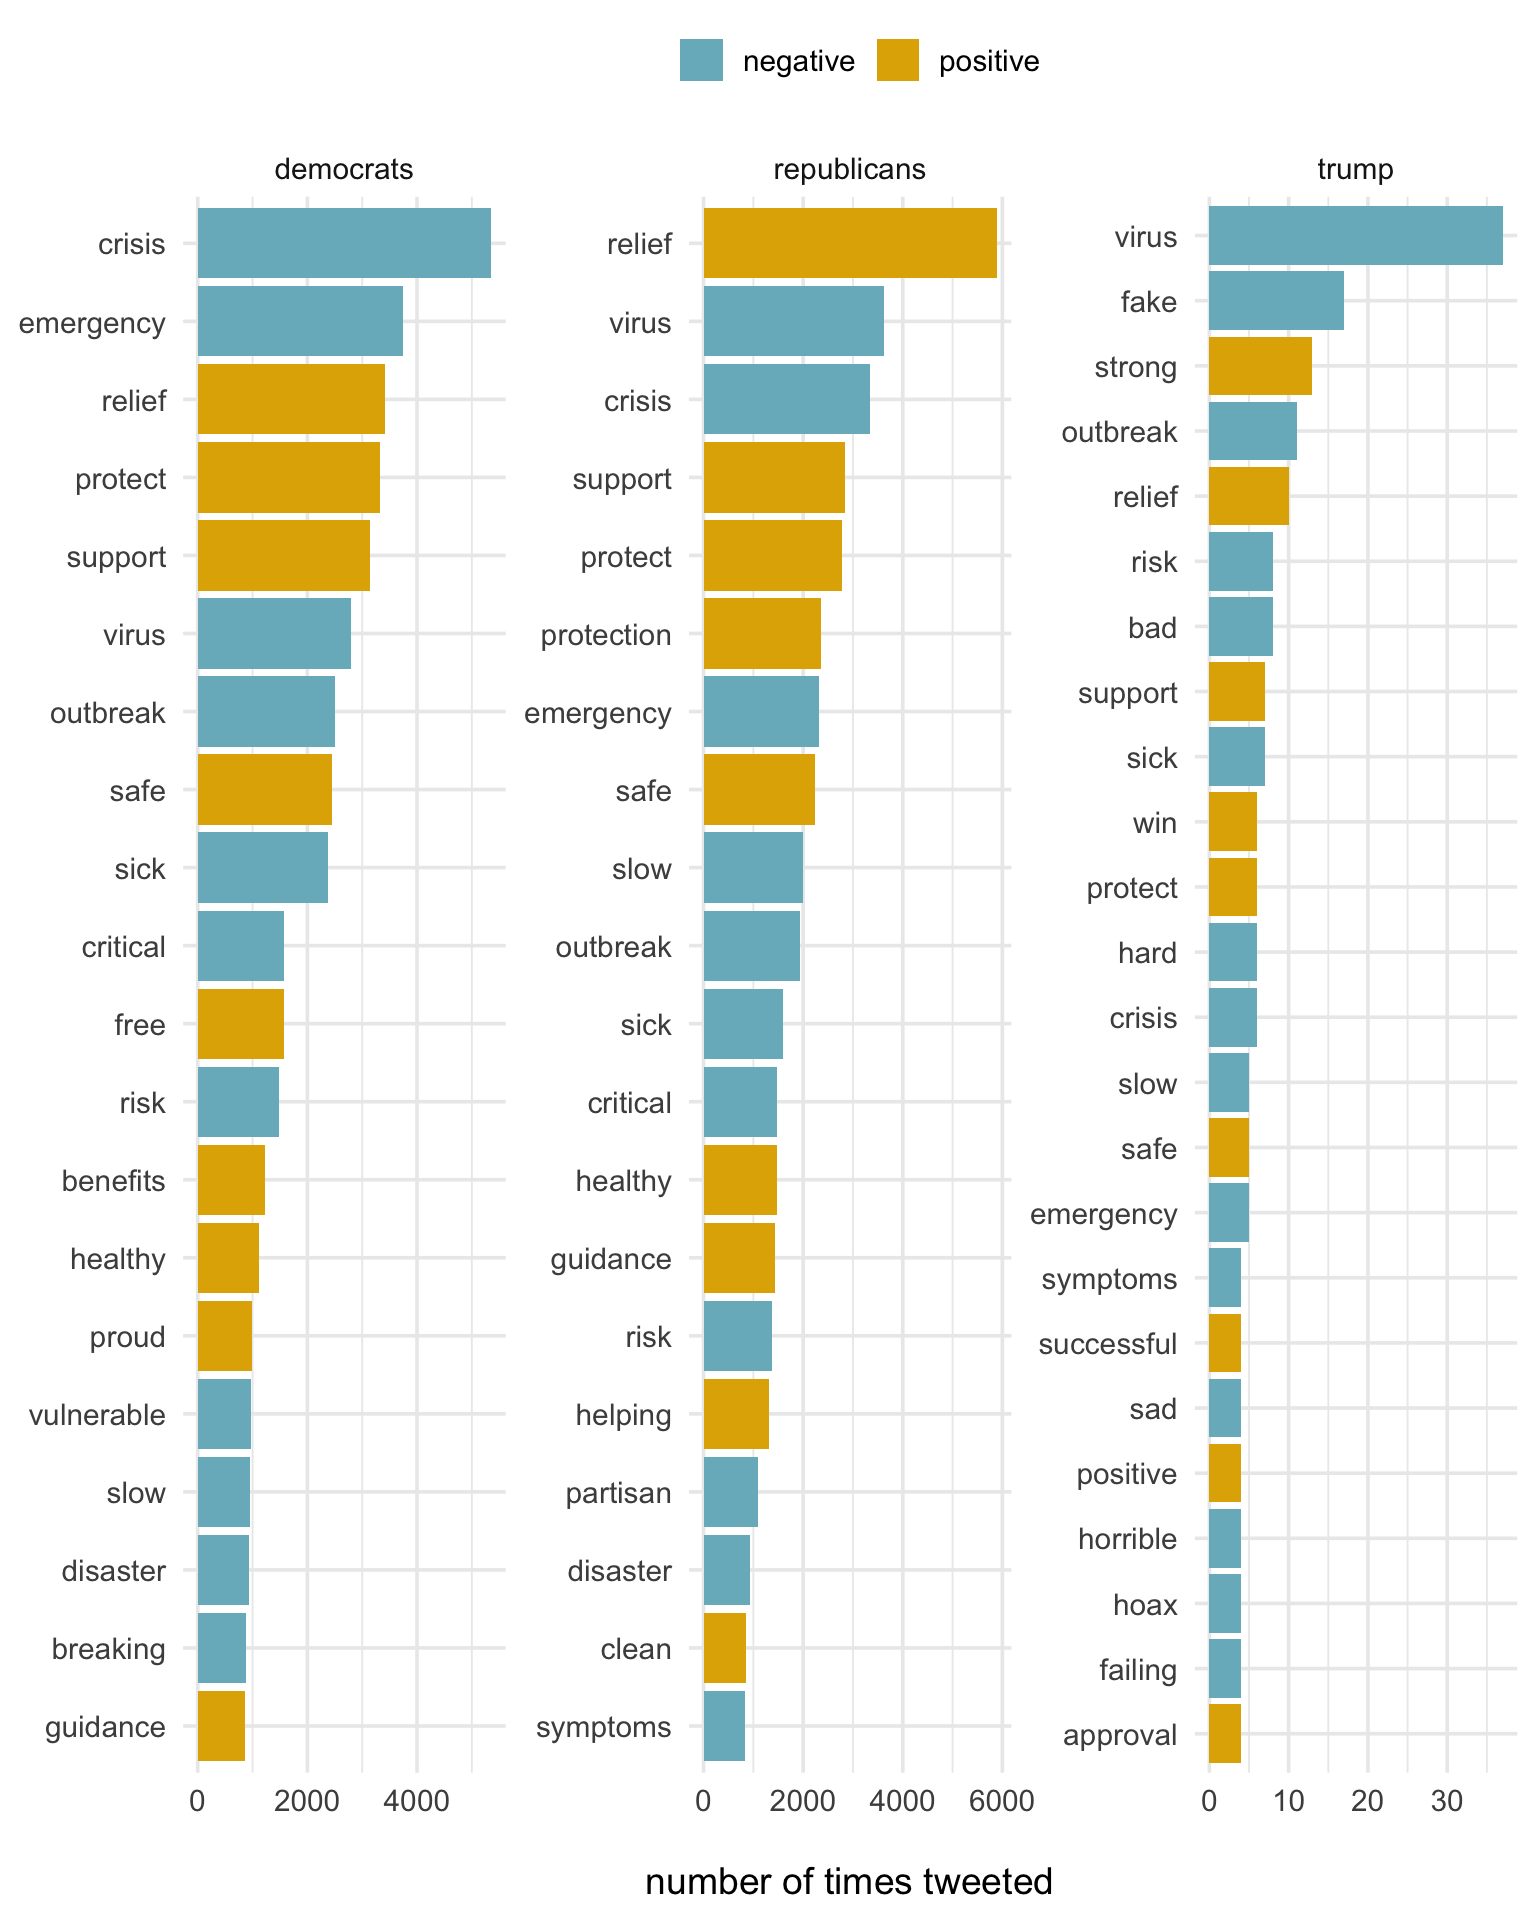 negative positive
democrats
crisis
emergency
relief
protect
support
virus
outbreak
safe
sick
critical
free
risk
benefits
healthy
proud
vulnerable
slow
disaster
breaking
guidance
0 2000 4000
republicans
relief
virus
crisis
support
protect
protection
emergency
safe
slow
outbreak
sick
critical
healthy
guidance
risk
helping
partisan
disaster
clean
symptoms
0 2000 4000 6000
trump
virus
fake
strong
outbreak
relief
risk
bad
support
sick
win
protect
hard
crisis
slow
safe
emergency
symptoms
successful
sad
positive
horrible
hoax
failing
approval
0 10 20 30
number of times tweeted